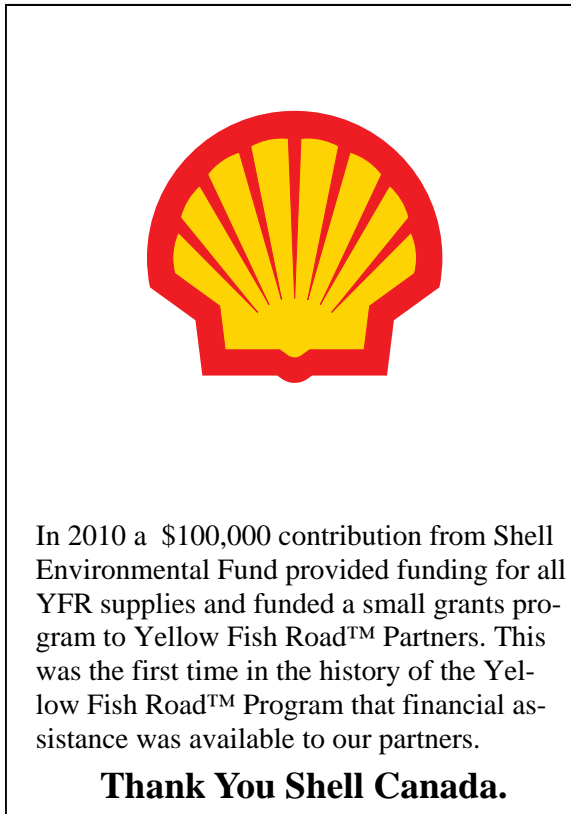 In 2010 a  $100,000 contribution from Shell
Environmental Fund provided funding for all
YFR supplies and funded a small grants pro-
gram to Yellow Fish Road™ Partners. This
was the first time in the history of the Yel-
low Fish Road™ Program that financial as-
sistance was available to our partners.
Thank You Shell Canada.